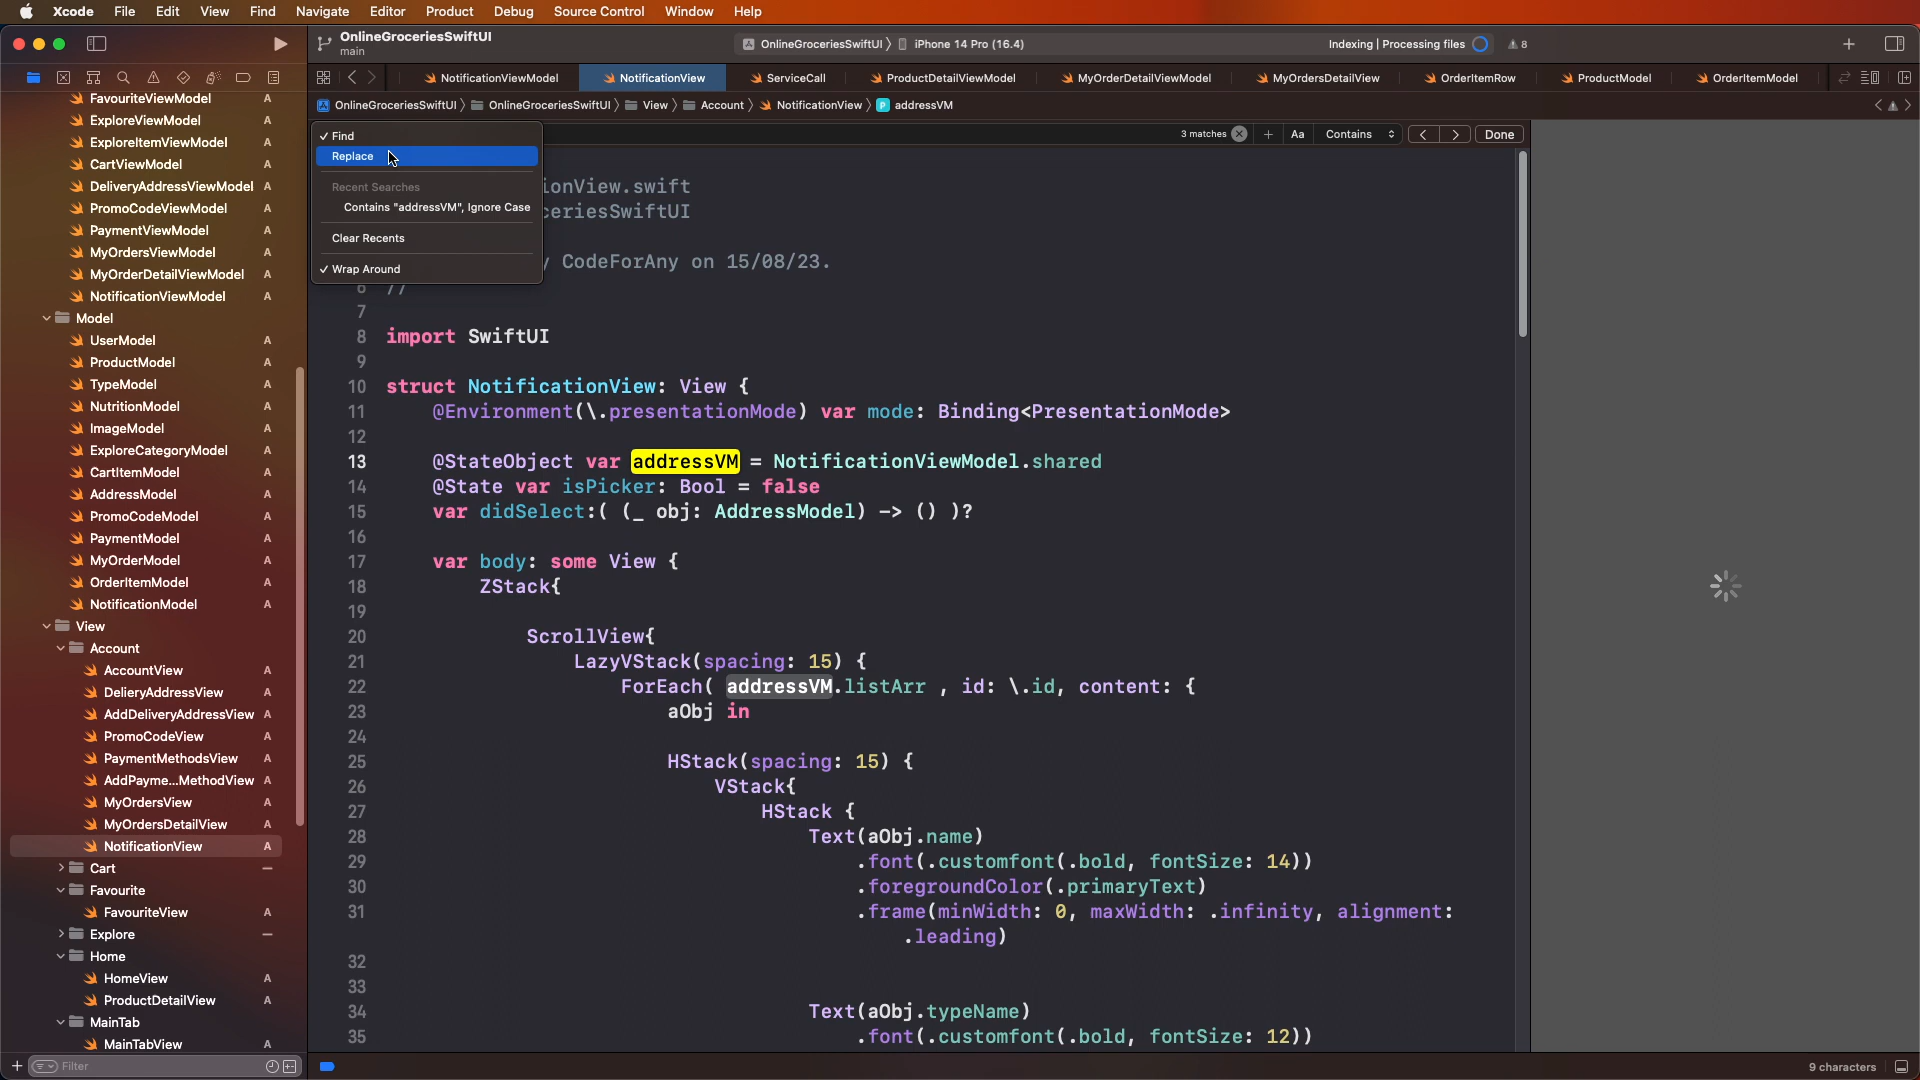 Xcode File Edit View Find Navigate Editor Product Debug Source Control Window Help
OnlineGroceriesSwiftUI
main
OnlineGroceriesSwiftUI iPhone 14 Pro (16.4)
Indexing | Processing files
8
NotificationViewModel
NotificationView
ServiceCall
ProductDetailViewModel
MyOrderDetailViewModel
MyOrdersDetailView
OrderItemRow
ProductModel
OrderItemModel
OnlineGroceriesSwiftUI OnlineGroceriesSwiftUI View Account NotificationView P addressVM
✓ Find
Replace
Recent Searches
Contains "addressVM", Ignore Case
Clear Recents
✓ Wrap Around
3 matches
Aa
Contains
Done
FavouriteViewModel A
ExploreViewModel A
ExploreItemViewModel A
CartViewModel A
DeliveryAddressViewModel A
PromoCodeViewModel A
PaymentViewModel A
MyOrdersViewModel A
MyOrderDetailViewModel A
NotificationViewModel A
Model
UserModel A
ProductModel A
TypeModel A
NutritionModel A
ImageModel A
ExploreCategoryModel A
CartItemModel A
AddressModel A
PromoCodeModel A
PaymentModel A
MyOrderModel A
OrderItemModel A
NotificationModel A
View
Account
AccountView A
DelieryAddressView A
AddDeliveryAddressView A
PromoCodeView A
PaymentMethodsView A
AddPayme...MethodView A
MyOrdersView A
MyOrdersDetailView A
NotificationView A
Cart
Favourite
FavouriteView A
Explore
Home
HomeView A
ProductDetailView A
MainTab
MainTabView A
Filter
ionView.swift
ceriesSwiftUI
CodeForAny on 15/08/23.
6 //
7
8 import SwiftUI
9
10 struct NotificationView: View {
11 @Environment(\.presentationMode) var mode: Binding<PresentationMode>
12
13 @StateObject var addressVM = NotificationViewModel.shared
14 @State var isPicker: Bool = false
15 var didSelect:( (_ obj: AddressModel) -> () )?
16
17 var body: some View {
18 ZStack{
19
20 ScrollView{
21 LazyVStack(spacing: 15) {
22 ForEach( addressVM.listArr , id: \.id, content: {
23 aObj in
24
25 HStack(spacing: 15) {
26 VStack{
27 HStack {
28 Text(aObj.name)
29 .font(.customfont(.bold, fontSize: 14))
30 .foregroundColor(.primaryText)
31 .frame(minWidth: 0, maxWidth: .infinity, alignment:
.leading)
32
33
34 Text(aObj.typeName)
35 .font(.customfont(.bold, fontSize: 12))
9 characters